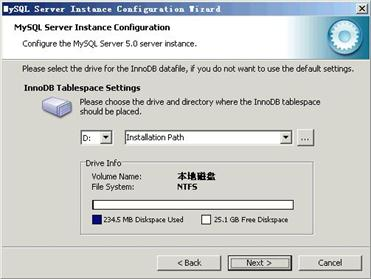 MySQL Server Instance Configuration Wizard
MySQL Server Instance Configuration
Configure the MySQL Server 5.0 server instance.
Please select the drive for the InnoDB datafile, if you do not want to use the default settings.
InnoDB Tablespace Settings
Please choose the drive and directory where the InnoDB tablespace
should be placed.
D: Installation Path ...
Drive Info
Volume Name: 本地磁盘
File System: NTFS
234.5 MB Diskspace Used 25.1 GB Free Diskspace
< Back Next > Cancel